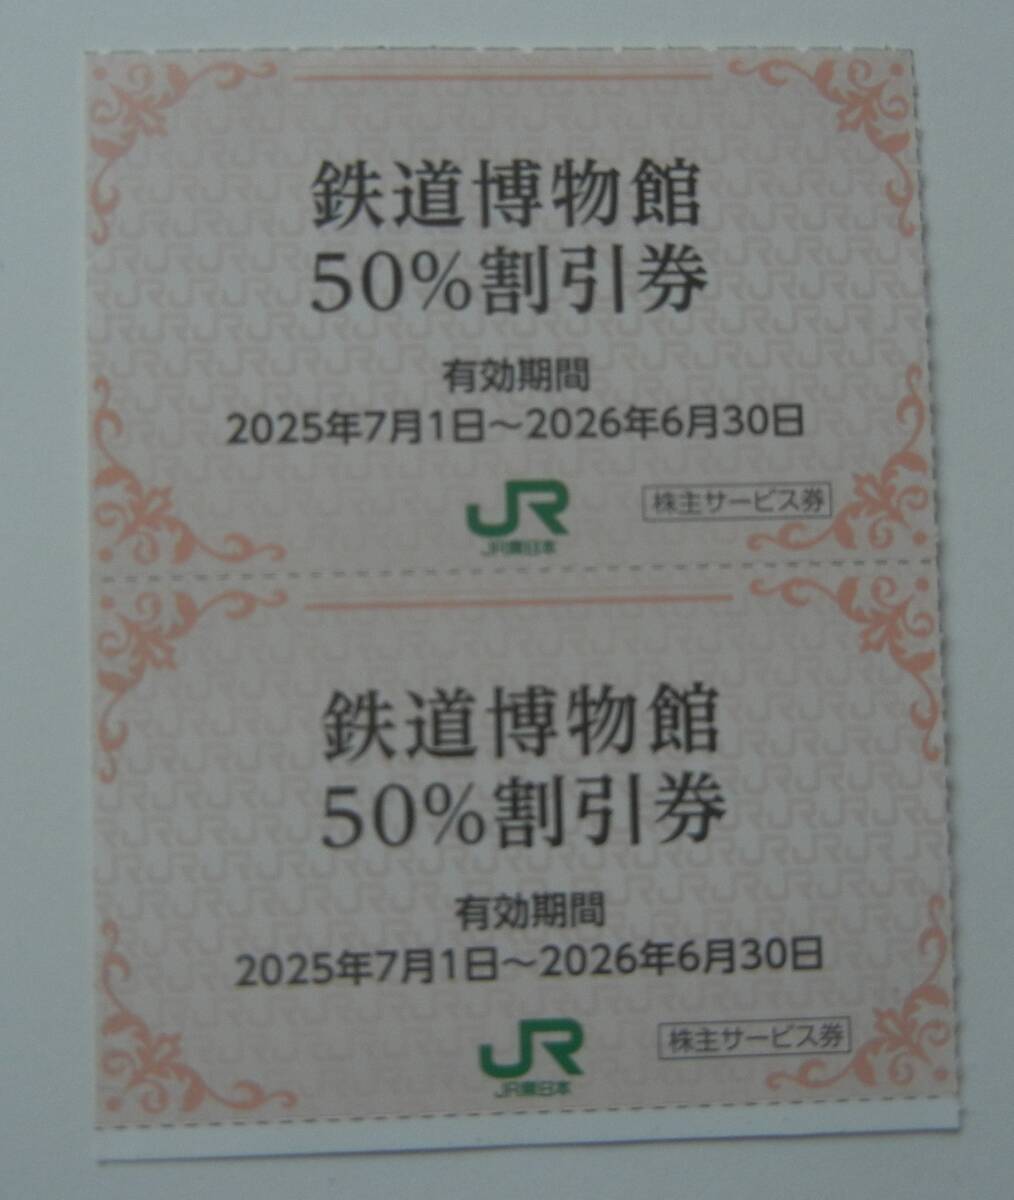 鉄道博物館
50%割引券
有効期間
2025年7月1日～2026年6月30日
JR
JR東日本
株主サービス券
鉄道博物館
50%割引券
有効期間
2025年7月1日～2026年6月30日
JR
JR東日本
株主サービス券